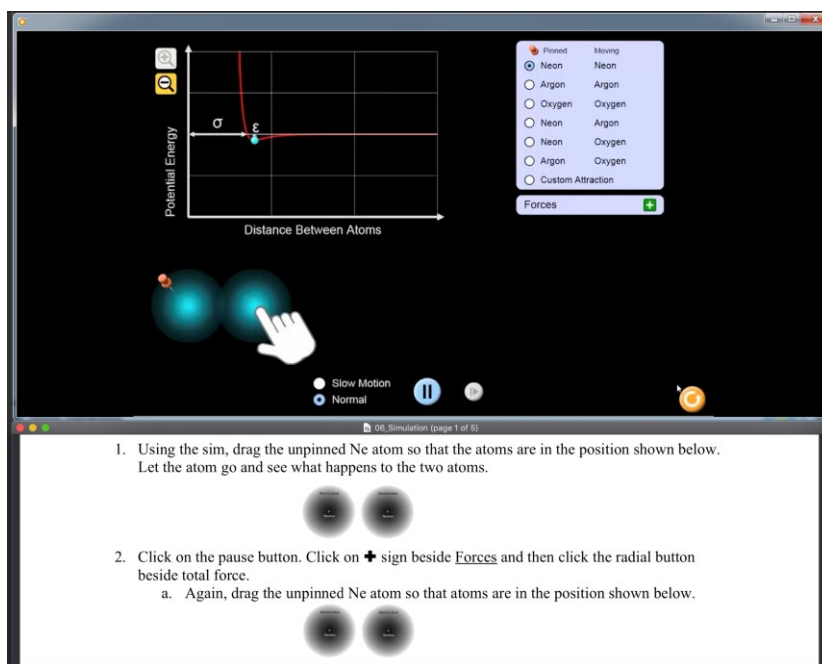 Pinned Moving
Neon Neon
Argon Argon
Oxygen Oxygen
Neon Argon
Neon Oxygen
Argon Oxygen
Custom Attraction
Forces
σ
ε
Potential Energy
Distance Between Atoms
Slow Motion
Normal
06_Simulation (page 1 of 5)
1. Using the sim, drag the unpinned Ne atom so that the atoms are in the position shown below.
Let the atom go and see what happens to the two atoms.
2. Click on the pause button. Click on + sign beside Forces and then click the radial button
beside total force.
a. Again, drag the unpinned Ne atom so that atoms are in the position shown below.